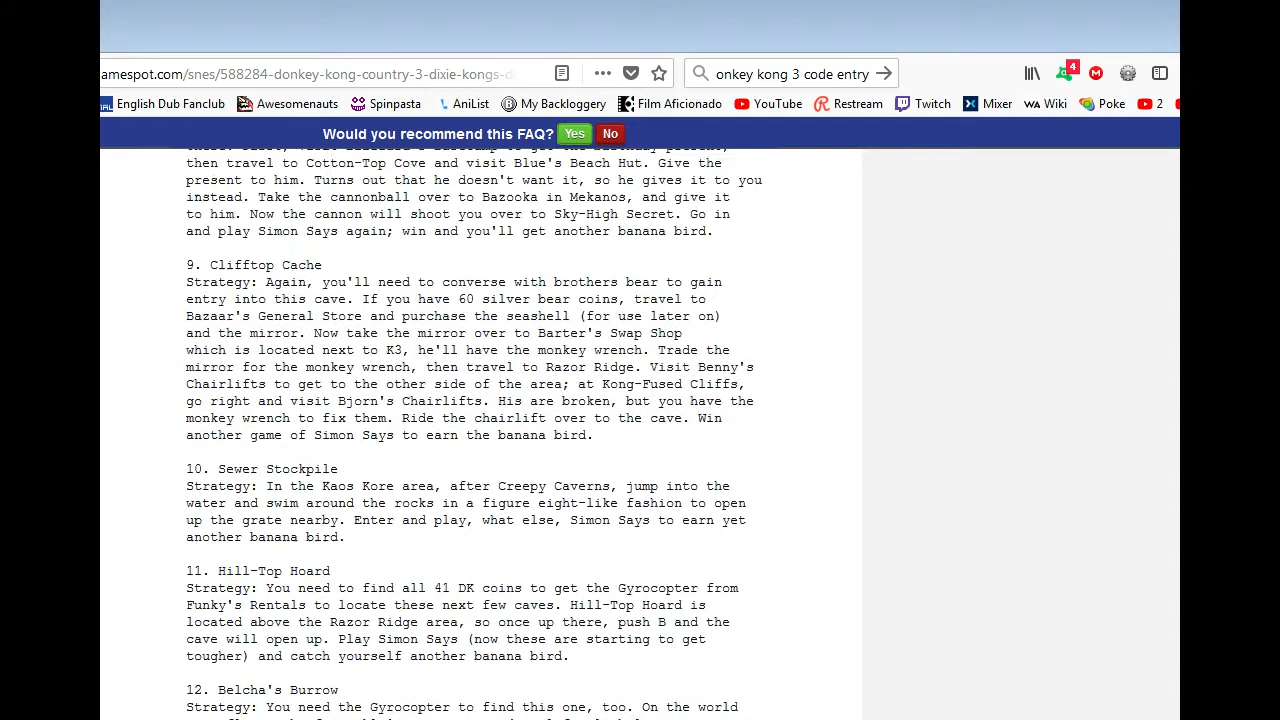 amespot.com/snes/588284-donkey-kong-country-3-dixie-kongs-d
onkey kong 3 code entry
4
English Dub Fanclub Awesomenauts Spinpasta AniList My Backloggery Film Aficionado YouTube Restream Twitch Mixer WA Wiki Poke 2
Would you recommend this FAQ? Yes No
then travel to Cotton-Top Cove and visit Blue's Beach Hut. Give the
present to him. Turns out that he doesn't want it, so he gives it to you
instead. Take the cannonball over to Bazooka in Mekanos, and give it
to him. Now the cannon will shoot you over to Sky-High Secret. Go in
and play Simon Says again; win and you'll get another banana bird.
9. Clifftop Cache
Strategy: Again, you'll need to converse with brothers bear to gain
entry into this cave. If you have 60 silver bear coins, travel to
Bazaar's General Store and purchase the seashell (for use later on)
and the mirror. Now take the mirror over to Barter's Swap Shop
which is located next to K3, he'll have the monkey wrench. Trade the
mirror for the monkey wrench, then travel to Razor Ridge. Visit Benny's
Chairlifts to get to the other side of the area; at Kong-Fused Cliffs,
go right and visit Bjorn's Chairlifts. His are broken, but you have the
monkey wrench to fix them. Ride the chairlift over to the cave. Win
another game of Simon Says to earn the banana bird.
10. Sewer Stockpile
Strategy: In the Kaos Kore area, after Creepy Caverns, jump into the
water and swim around the rocks in a figure eight-like fashion to open
up the grate nearby. Enter and play, what else, Simon Says to earn yet
another banana bird.
11. Hill-Top Hoard
Strategy: You need to find all 41 DK coins to get the Gyrocopter from
Funky's Rentals to locate these next few caves. Hill-Top Hoard is
located above the Razor Ridge area, so once up there, push B and the
cave will open up. Play Simon Says (now these are starting to get
tougher) and catch yourself another banana bird.
12. Belcha's Burrow
Strategy: You need the Gyrocopter to find this one, too. On the world